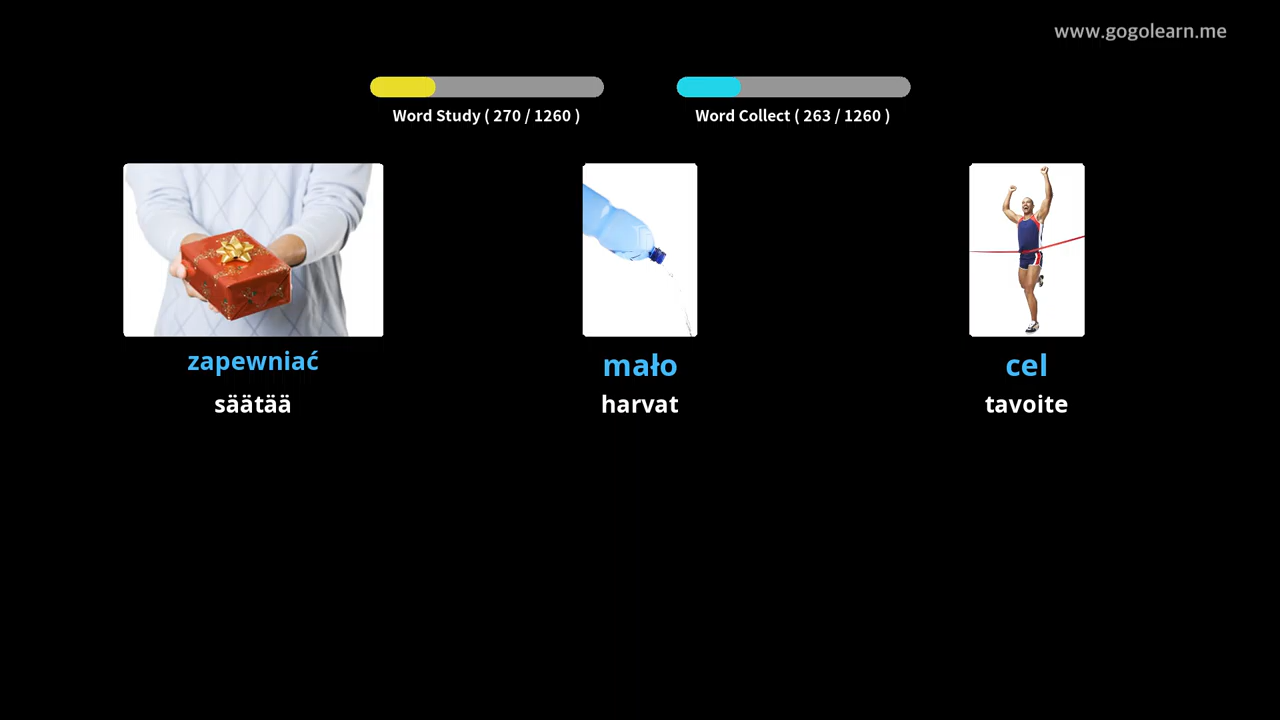 www.gogolearn.me
Word Study ( 270 / 1260 )
Word Collect ( 263 / 1260 )
zapewniać
säätää
mało
harvat
cel
tavoite